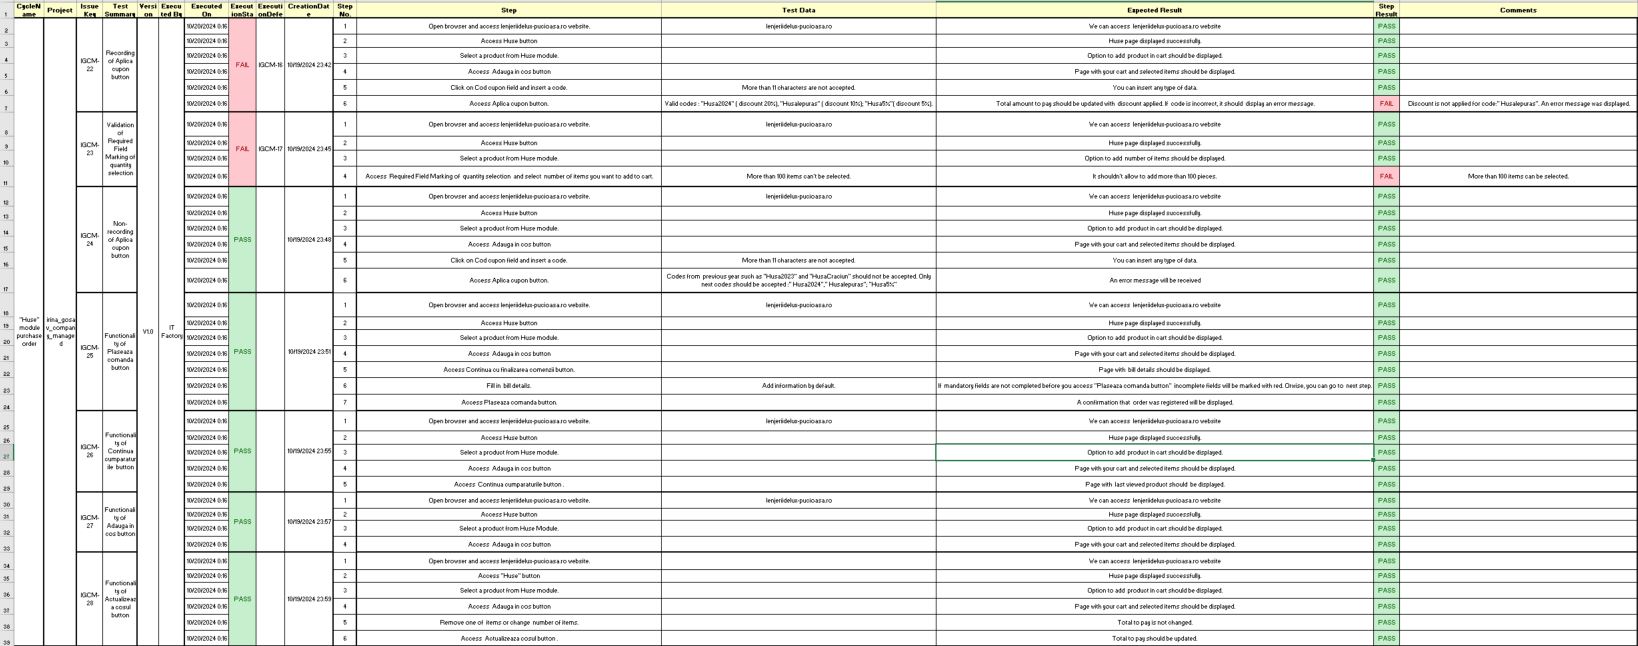 CycleN ame Project Issue Key Test Summary Versi on Execu ted By Executed On Execut ionSta Executi onDefe CreationDat e Step No. Step Test Data Expected Result Step Result Comments
"Huse" module purchase order irina_gosa v_compan y_manage d V1.0 IT Factory
IGCM-22 Recording of Aplica cupon button FAIL IGCM-16 10/19/2024 23:42
10/20/2024 0:16 1 Open browser and access lenjeriidelux-pucioasa.ro website. lenjeriidelux-pucioasa.ro We can access lenjeriidelux-pucioasa.ro website PASS
10/20/2024 0:16 2 Access Huse button Huse page displayed successfully. PASS
10/20/2024 0:16 3 Select a product from Huse module. Option to add product in cart should be displayed. PASS
10/20/2024 0:16 4 Access Adauga in cos button Page with your cart and selected items should be displayed. PASS
10/20/2024 0:16 5 Click on Cod cupon field and insert a code. More than 11 characters are not accepted. You can insert any type of data. PASS
10/20/2024 0:16 6 Access Aplica cupon button. Valid codes : "Husa2024" ( discount 20%), "Husalepuras" ( discount 10%); "Husa5%"( discount 5%). Total amount to pay should be updated with discount applied. If code is incorrect, it should display an error message. FAIL Discount is not applied for code:" Husalepuras". An error message was displayed.
IGCM-23 Validation of Required Field Marking of quantity selection FAIL IGCM-17 10/19/2024 23:45
10/20/2024 0:16 1 Open browser and access lenjeriidelux-pucioasa.ro website. lenjeriidelux-pucioasa.ro We can access lenjeriidelux-pucioasa.ro website PASS
10/20/2024 0:16 2 Access Huse button Huse page displayed successfully. PASS
10/20/2024 0:16 3 Select a product from Huse module. Option to add number of items should be displayed. PASS
10/20/2024 0:16 4 Access Required Field Marking of quantity selection and select number of items you want to add to cart. More than 100 items can't be selected. It shouldn't allow to add more than 100 pieces. FAIL More than 100 items can be selected.
IGCM-24 Non-recording of Aplica cupon button PASS 10/19/2024 23:48
10/20/2024 0:16 1 Open browser and access lenjeriidelux-pucioasa.ro website. lenjeriidelux-pucioasa.ro We can access lenjeriidelux-pucioasa.ro website PASS
10/20/2024 0:16 2 Access Huse button Huse page displayed successfully. PASS
10/20/2024 0:16 3 Select a product from Huse module. Option to add product in cart should be displayed. PASS
10/20/2024 0:16 4 Access Adauga in cos button Page with your cart and selected items should be displayed. PASS
10/20/2024 0:16 5 Click on Cod cupon field and insert a code. More than 11 characters are not accepted. You can insert any type of data. PASS
10/20/2024 0:16 6 Access Aplica cupon button. Codes from previous year such as "Husa2023" and "HusaCraciun" should not be accepted. Only next codes should be accepted :" Husa2024"," Husalepuras"; "Husa5%" An error message will be received PASS
IGCM-25 Functionali ty of Plaseaza comanda button PASS 10/19/2024 23:51
10/20/2024 0:16 1 Open browser and access lenjeriidelux-pucioasa.ro website. lenjeriidelux-pucioasa.ro We can access lenjeriidelux-pucioasa.ro website PASS
10/20/2024 0:16 2 Access Huse button Huse page displayed successfully. PASS
10/20/2024 0:16 3 Select a product from Huse module. Option to add product in cart should be displayed. PASS
10/20/2024 0:16 4 Access Adauga in cos button Page with your cart and selected items should be displayed. PASS
10/20/2024 0:16 5 Access Continua cu finalizarea comenzii button. Page with bill details should be displayed. PASS
10/20/2024 0:16 6 Fill in bill details. Add information by default. If mandatory fields are not completed before you access "Plaseaza comanda button" incomplete fields will be marked with red. Orwise, you can go to next step. PASS
10/20/2024 0:16 7 Access Plaseaza comanda button. A confirmation that order was registered will be displayed. PASS
IGCM-26 Functionali ty of Continua cumparatur ile button PASS 10/19/2024 23:55
10/20/2024 0:16 1 Open browser and access lenjeriidelux-pucioasa.ro website. lenjeriidelux-pucioasa.ro We can access lenjeriidelux-pucioasa.ro website PASS
10/20/2024 0:16 2 Access Huse button Huse page displayed successfully. PASS
10/20/2024 0:16 3 Select a product from Huse module. Option to add product in cart should be displayed. PASS
10/20/2024 0:16 4 Access Adauga in cos button Page with your cart and selected items should be displayed. PASS
10/20/2024 0:16 5 Access Continua cumparaturile button . Page with last viewed product should be displayed. PASS
IGCM-27 Functionali ty of Adauga in cos button PASS 10/19/2024 23:57
10/20/2024 0:16 1 Open browser and access lenjeriidelux-pucioasa.ro website. lenjeriidelux-pucioasa.ro We can access lenjeriidelux-pucioasa.ro website PASS
10/20/2024 0:16 2 Access Huse button Huse page displayed successfully. PASS
10/20/2024 0:16 3 Select a product from Huse Module. Option to add product in cart should be displayed. PASS
10/20/2024 0:16 4 Access Adauga in cos button Page with your cart and selected items should be displayed. PASS
IGCM-28 Functionali ty of Actualizeaz a cosul button PASS 10/19/2024 23:59
10/20/2024 0:16 1 Open browser and access lenjeriidelux-pucioasa.ro website. We can access lenjeriidelux-pucioasa.ro website PASS
10/20/2024 0:16 2 Access "Huse" button Huse page displayed successfully. PASS
10/20/2024 0:16 3 Select a product from Huse module. Option to add product in cart should be displayed. PASS
10/20/2024 0:16 4 Access Adauga in cos button Page with your cart and selected items should be displayed. PASS
10/20/2024 0:16 5 Remove one of items or change number of items. Total to pay is not changed. PASS
10/20/2024 0:16 6 Access Actualizeaza cosul button . Total to pay should be updated. PASS